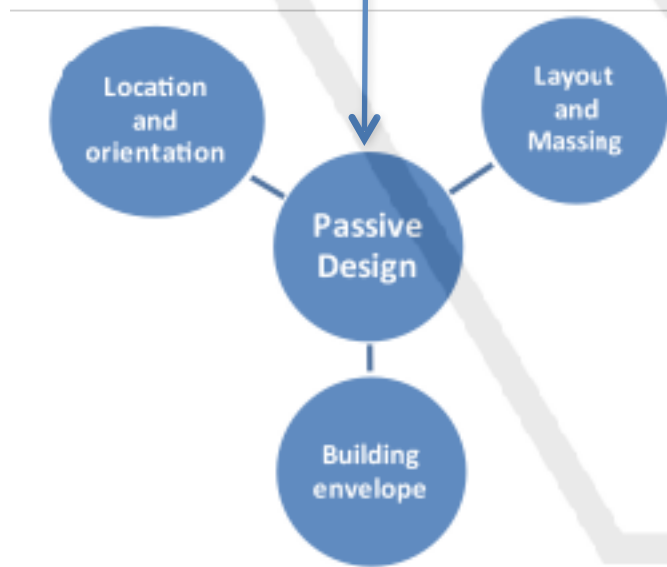 Location
and
orientation
Layout
and
Massing
Passive
Design
Building
envelope